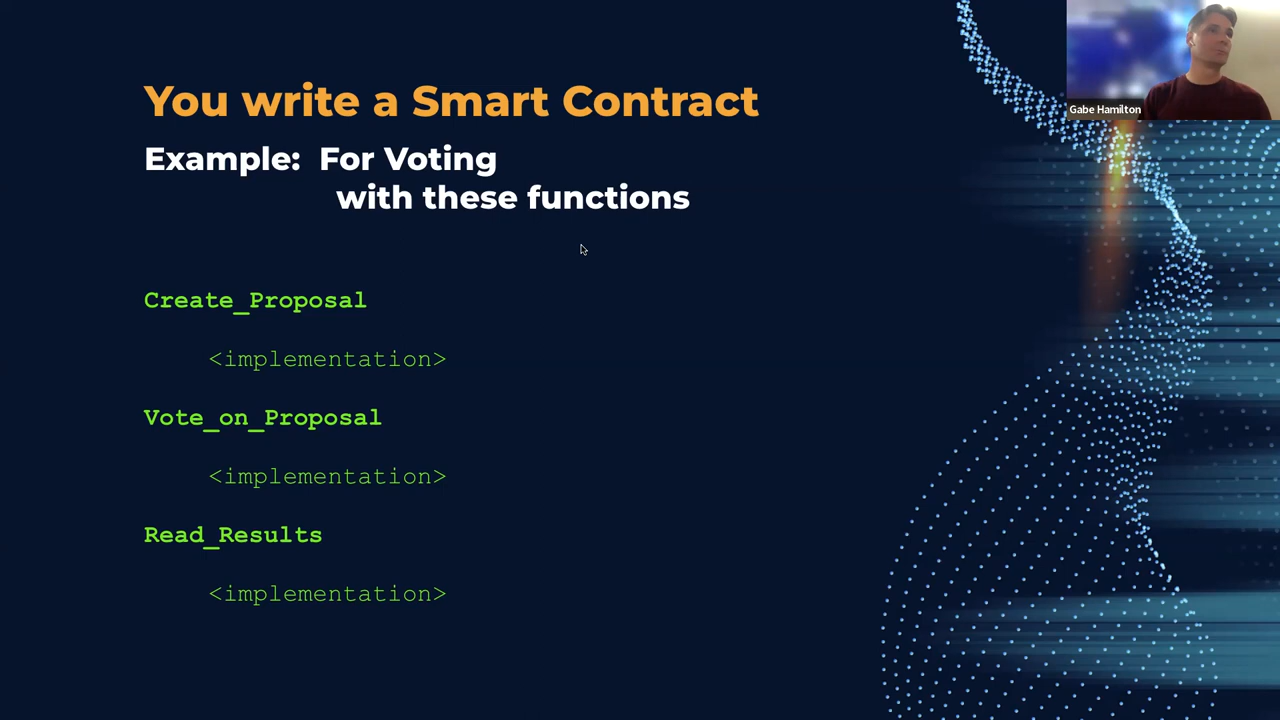 You write a Smart Contract
Example: For Voting
with these functions
Create_Proposal
<implementation>
Vote_on_Proposal
<implementation>
Read_Results
<implementation>
Gabe Hamilton